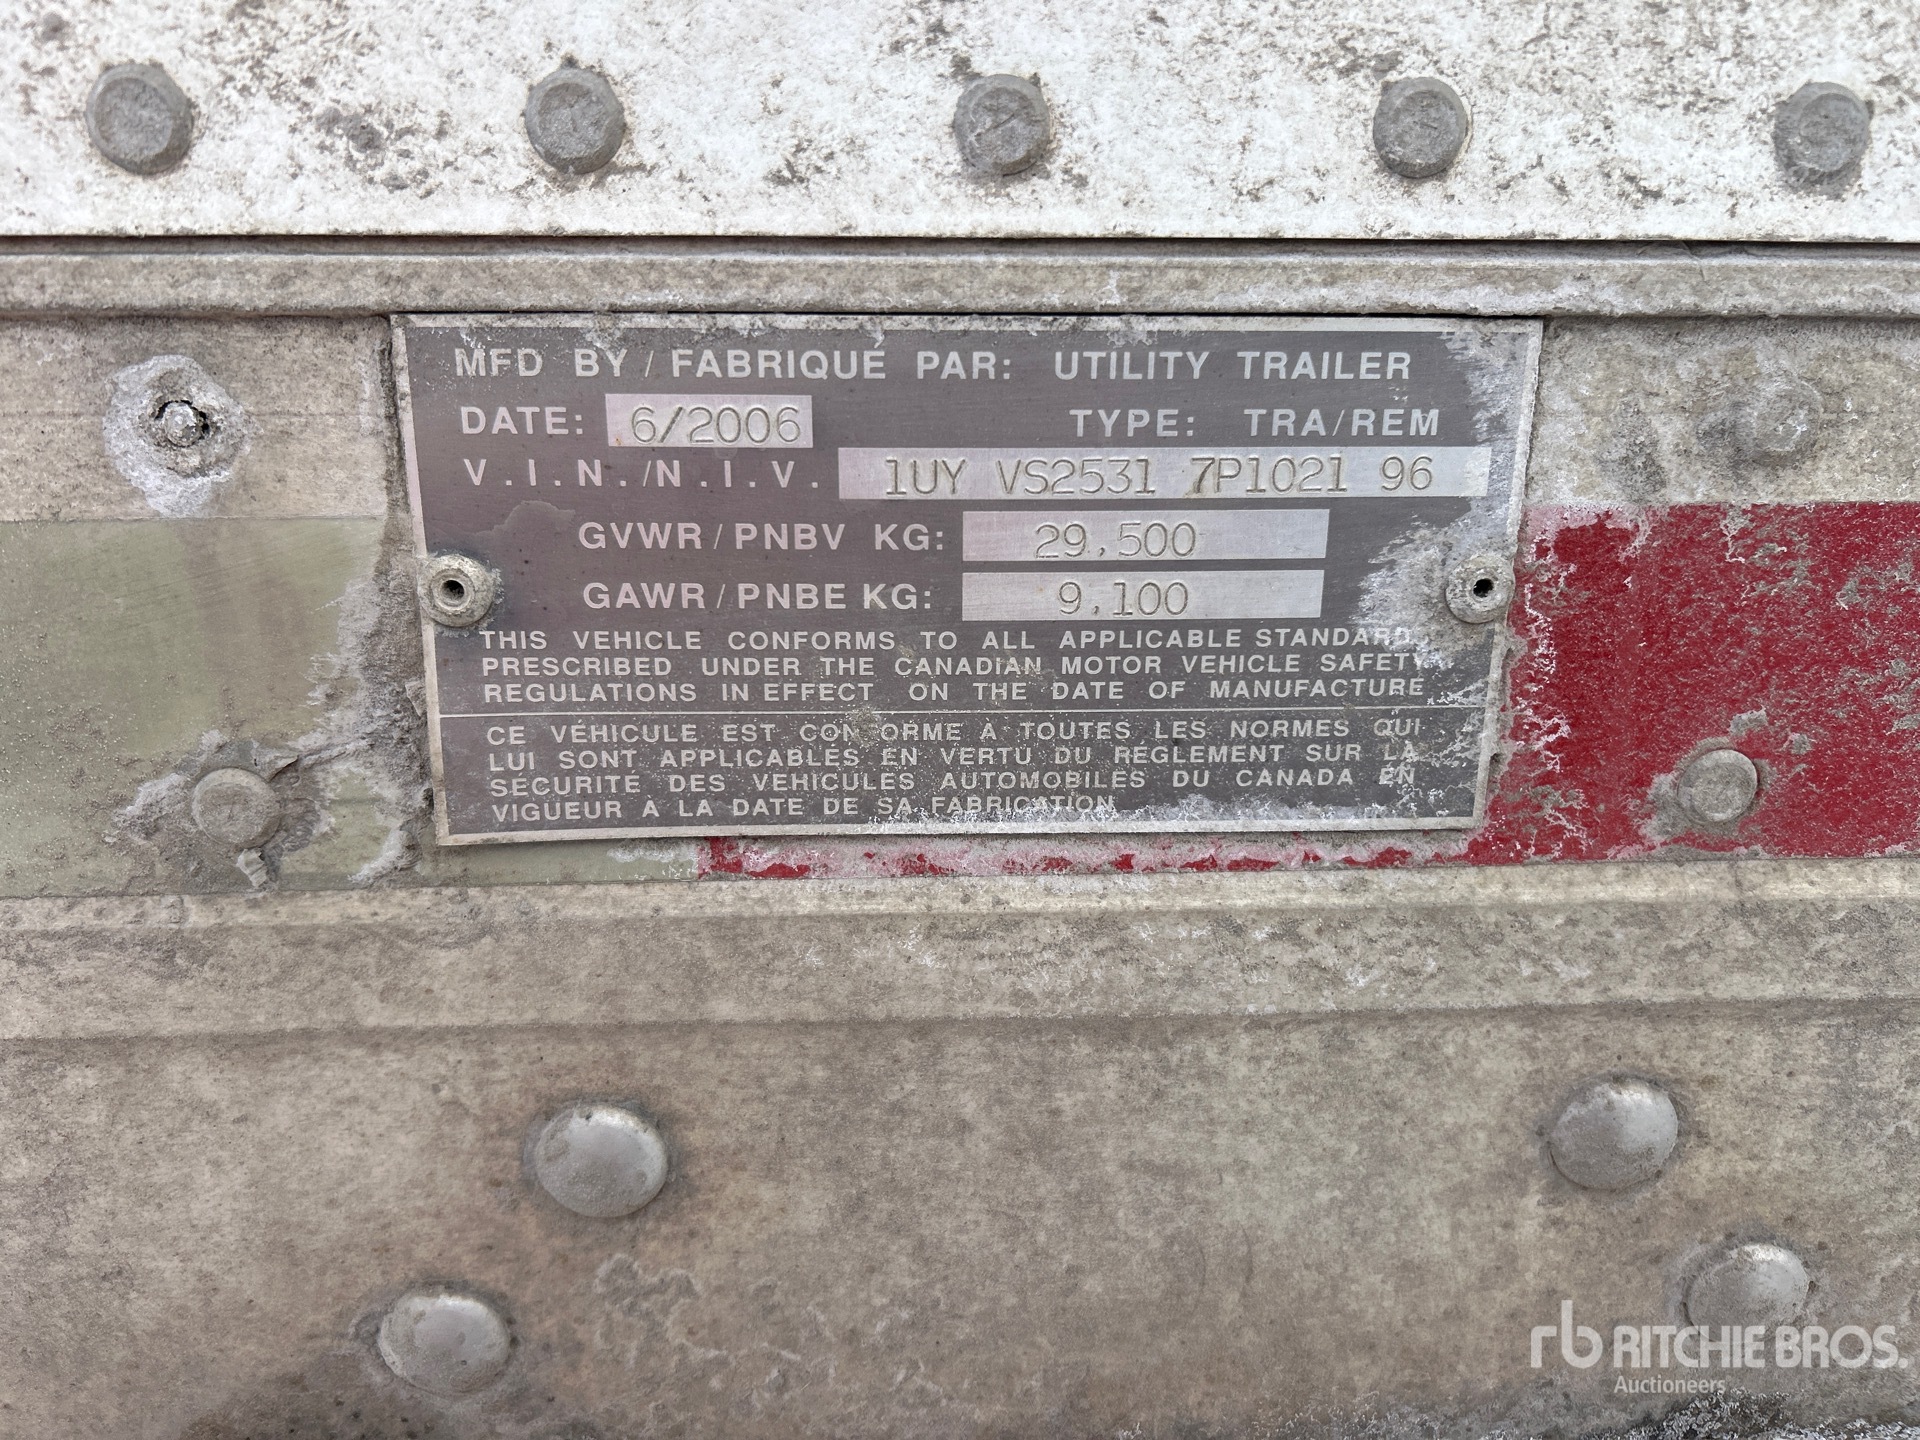 MFD BY / FABRIQUE PAR: UTILITY TRAILER
DATE: 6/2006 TYPE: TRA/REM
V.I.N./N.I.V. 1UY VS2531 7P1021 96
GVWR/PNBV KG: 29,500
GAWR/PNBE KG: 9,100
THIS VEHICLE CONFORMS TO ALL APPLICABLE STANDARDS
PRESCRIBED UNDER THE CANADIAN MOTOR VEHICLE SAFETY
REGULATIONS IN EFFECT ON THE DATE OF MANUFACTURE
CE VÉHICULE EST CONFORME À TOUTES LES NORMES QUI
LUI SONT APPLICABLES EN VERTU DU RÉGLEMENT SUR LA
SÉCURITÉ DES VÉHICULES AUTOMOBILES DU CANADA EN
VIGUEUR À LA DATE DE SA FABRICATION
rb RITCHIE BROS.
Auctioneers